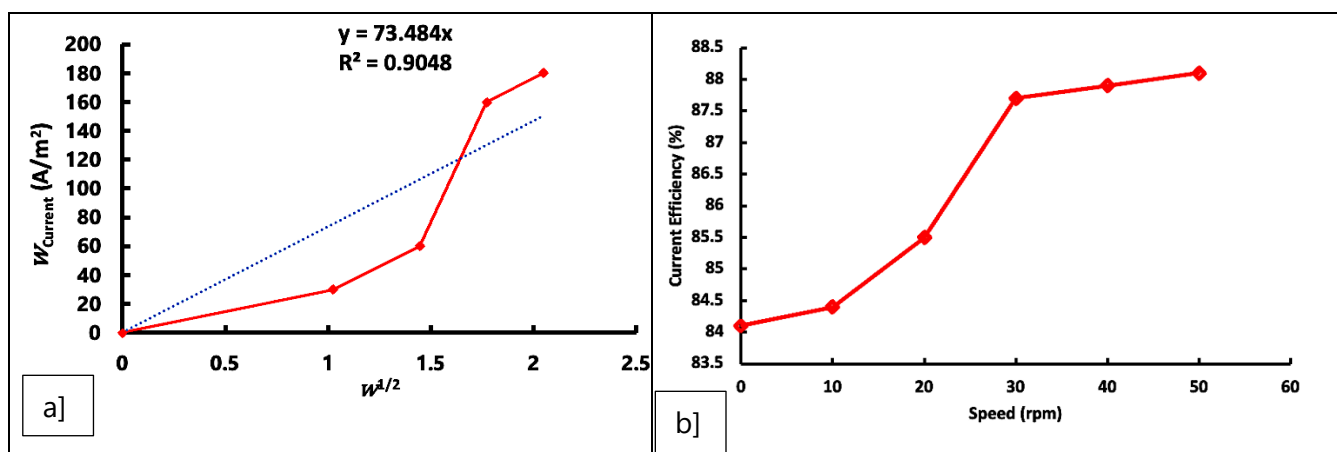 y = 73.484x
R² = 0.9048
W_Current (A/m²)
200
180
160
140
120
100
80
60
40
20
0
0 0.5 1 1.5 2 2.5
W^1/2
a]
Current Efficiency (%)
88.5
88
87.5
87
86.5
86
85.5
85
84.5
84
83.5
0 10 20 30 40 50 60
Speed (rpm)
b]